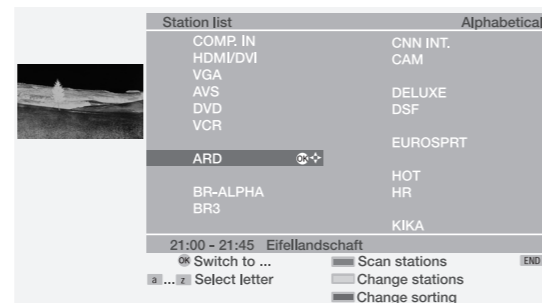 Station list Alphabetical
COMP. IN
HDMI/DVI
VGA
AVS
DVD
VCR
ARD OK
BR-ALPHA
BR3
CNN INT.
CAM
DELUXE
DSF
EUROSPRT
HOT
HR
KIKA
21:00 - 21:45 Eifellandschaft
OK Switch to ...
a ... z Select letter
Scan stations END
Change stations
Change sorting